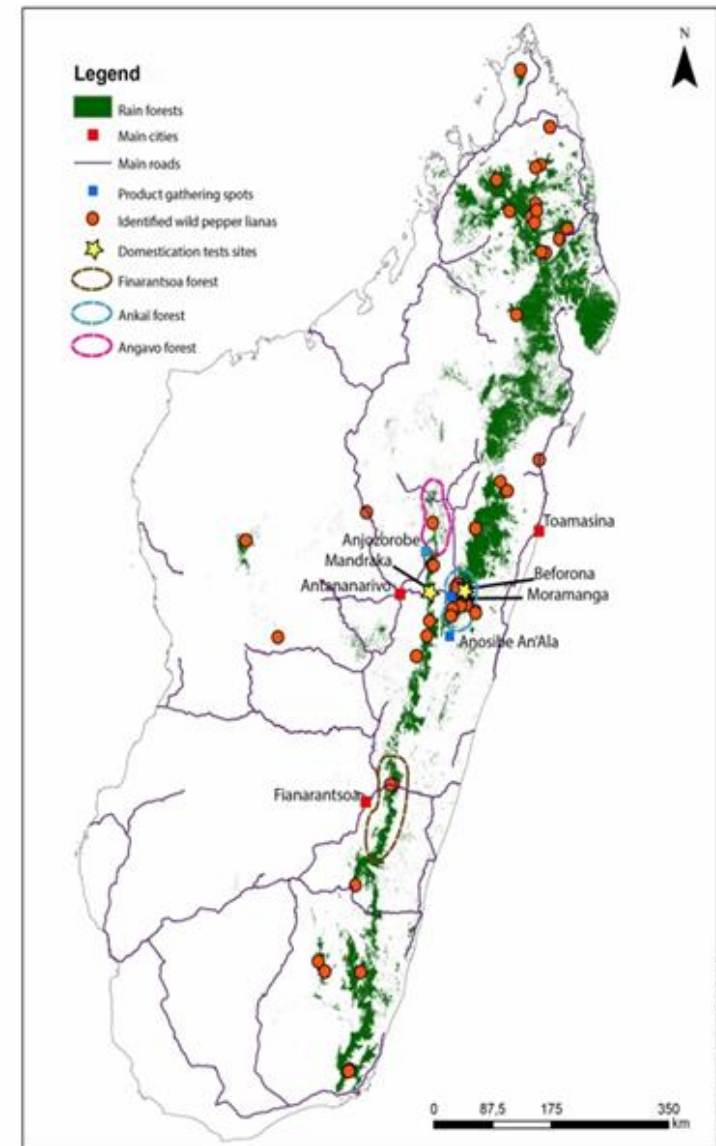 N
Legend
Rain forests
Main cities
Main roads
Product gathering spots
Identified wild pepper lianas
Domestication tests sites
Finarantsoa forest
Ankaï forest
Angavo forest
Toamasina
Anjozorobe
Mandraka
Beforona
Antananarivo
Moramanga
Anosibe An'Ala
Fianarantsoa
0 87,5 175 350
km